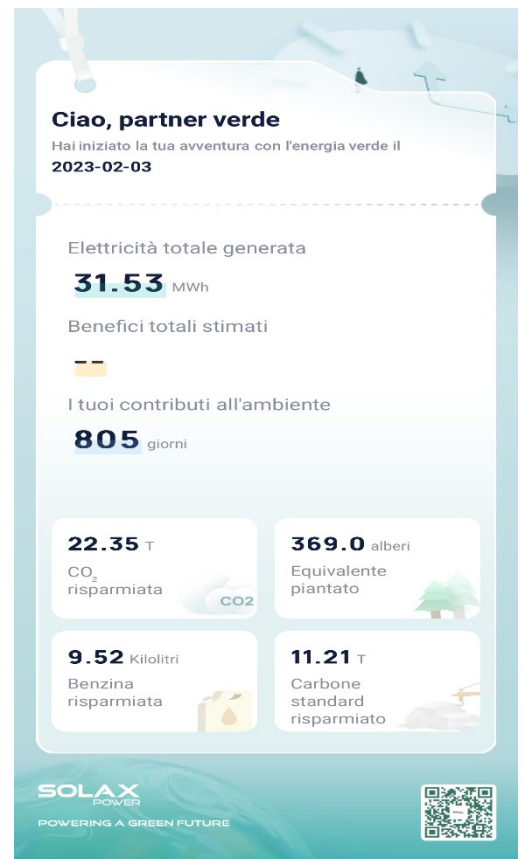 Ciao, partner verde
Hai iniziato la tua avventura con l'energia verde il
2023-02-03
Elettricità totale generata
31.53 MWh
Benefici totali stimati
--
I tuoi contributi all'ambiente
805 giorni
22.35 T
CO₂
risparmiata
CO2
369.0 alberi
Equivalente
piantato
9.52 Kilolitri
Benzina
risparmiata
11.21 T
Carbone
standard
risparmiato
SOLAX
POWER
POWERING A GREEN FUTURE